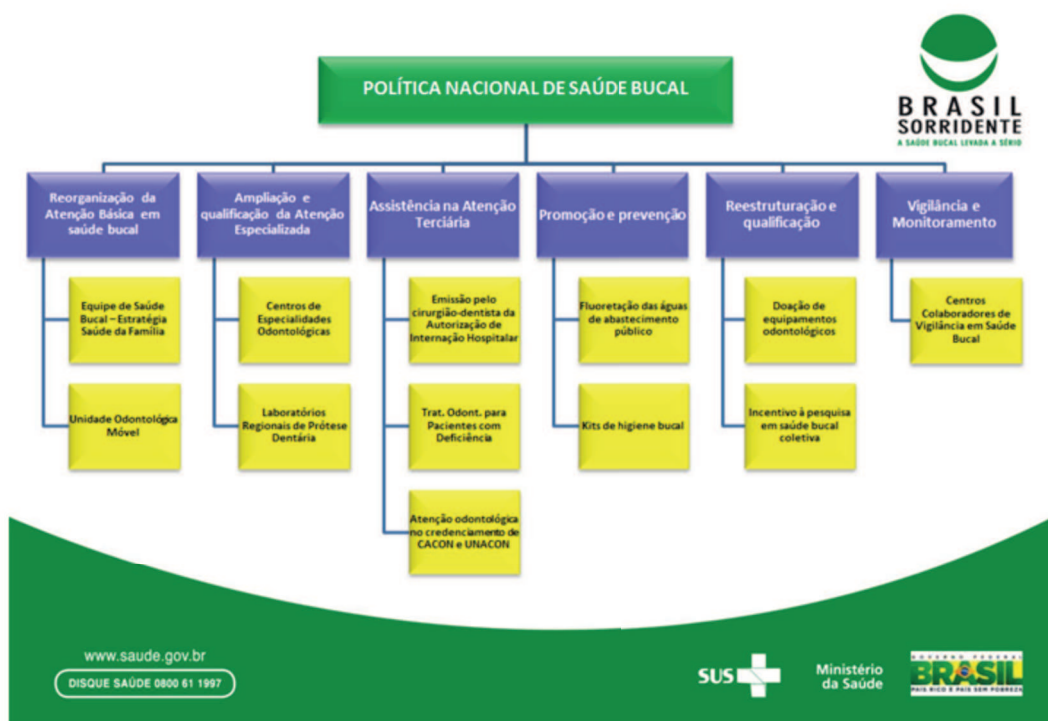 POLÍTICA NACIONAL DE SAÚDE BUCAL
BRASIL
SORRIDENTE
A SAÚDE BUCAL LEVADA A SÉRIO
Reorganização da
Atenção Básica em
saúde bucal
Equipe de Saúde
Bucal – Estratégia
Saúde da Família
Unidade Odontológica
Móvel
Ampliação e
qualificação da Atenção
Especializada
Centros de
Especialidades
Odontológicas
Laboratórios
Regionais de Prótese
Dentária
Assistência na Atenção
Terciária
Emissão pelo
cirurgião-dentista da
Autorização de
Internação Hospitalar
Trat. Odont. para
Pacientes com
Deficiência
Atenção odontológica
no credenciamento de
CACON e UNACON
Promoção e prevenção
Fluoretação das águas
de abastecimento
público
Kits de higiene bucal
Reestruturação e
qualificação
Doação de
equipamentos
odontológicos
Incentivo à pesquisa
em saúde bucal
coletiva
Vigilância e
Monitoramento
Centros
Colaboradores de
Vigilância em Saúde
Bucal
www.saude.gov.br
DISQUE SAÚDE 0800 61 1997
SUS
Ministério
da Saúde
GOVERNO FEDERAL
BRASIL
PAÍS RICO É PAÍS SEM POBREZA